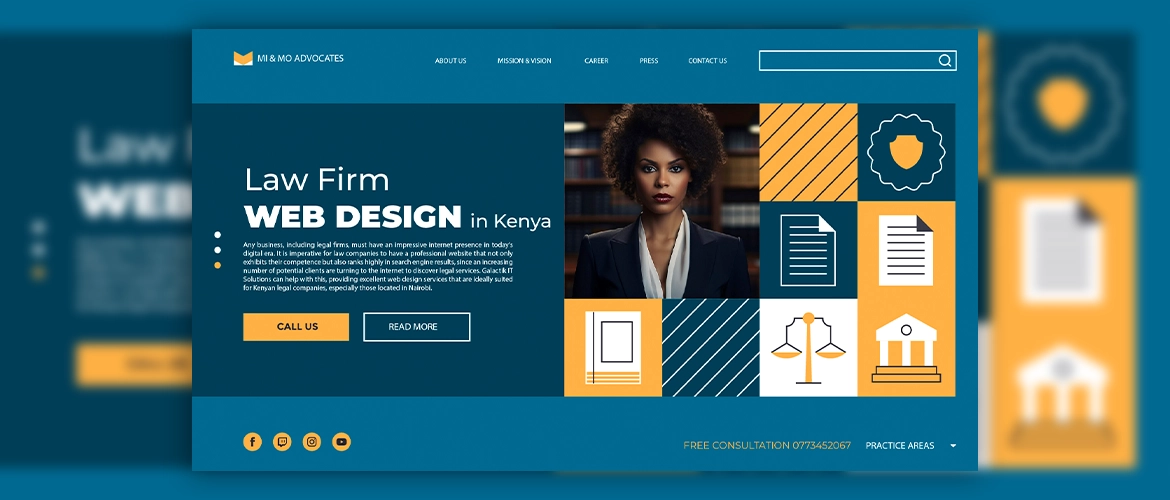 MI & MO ADVOCATES
ABOUT US
MISSION & VISION
CAREER
PRESS
CONTACT US
Law Firm
WEB DESIGN in Kenya
Any business, including legal firms, must have an impressive internet presence in today's
digital era. It is imperative for law companies to have a professional website that not only
exhibits their competence but also ranks highly in search engine results, since an increasing
number of potential clients are turning to the internet to discover legal services. Galactik IT
Solutions can help with this, providing excellent web design services that are ideally suited
for Kenyan legal companies, especially those located in Nairobi.
CALL US
READ MORE
FREE CONSULTATION 0773452067
PRACTICE AREAS